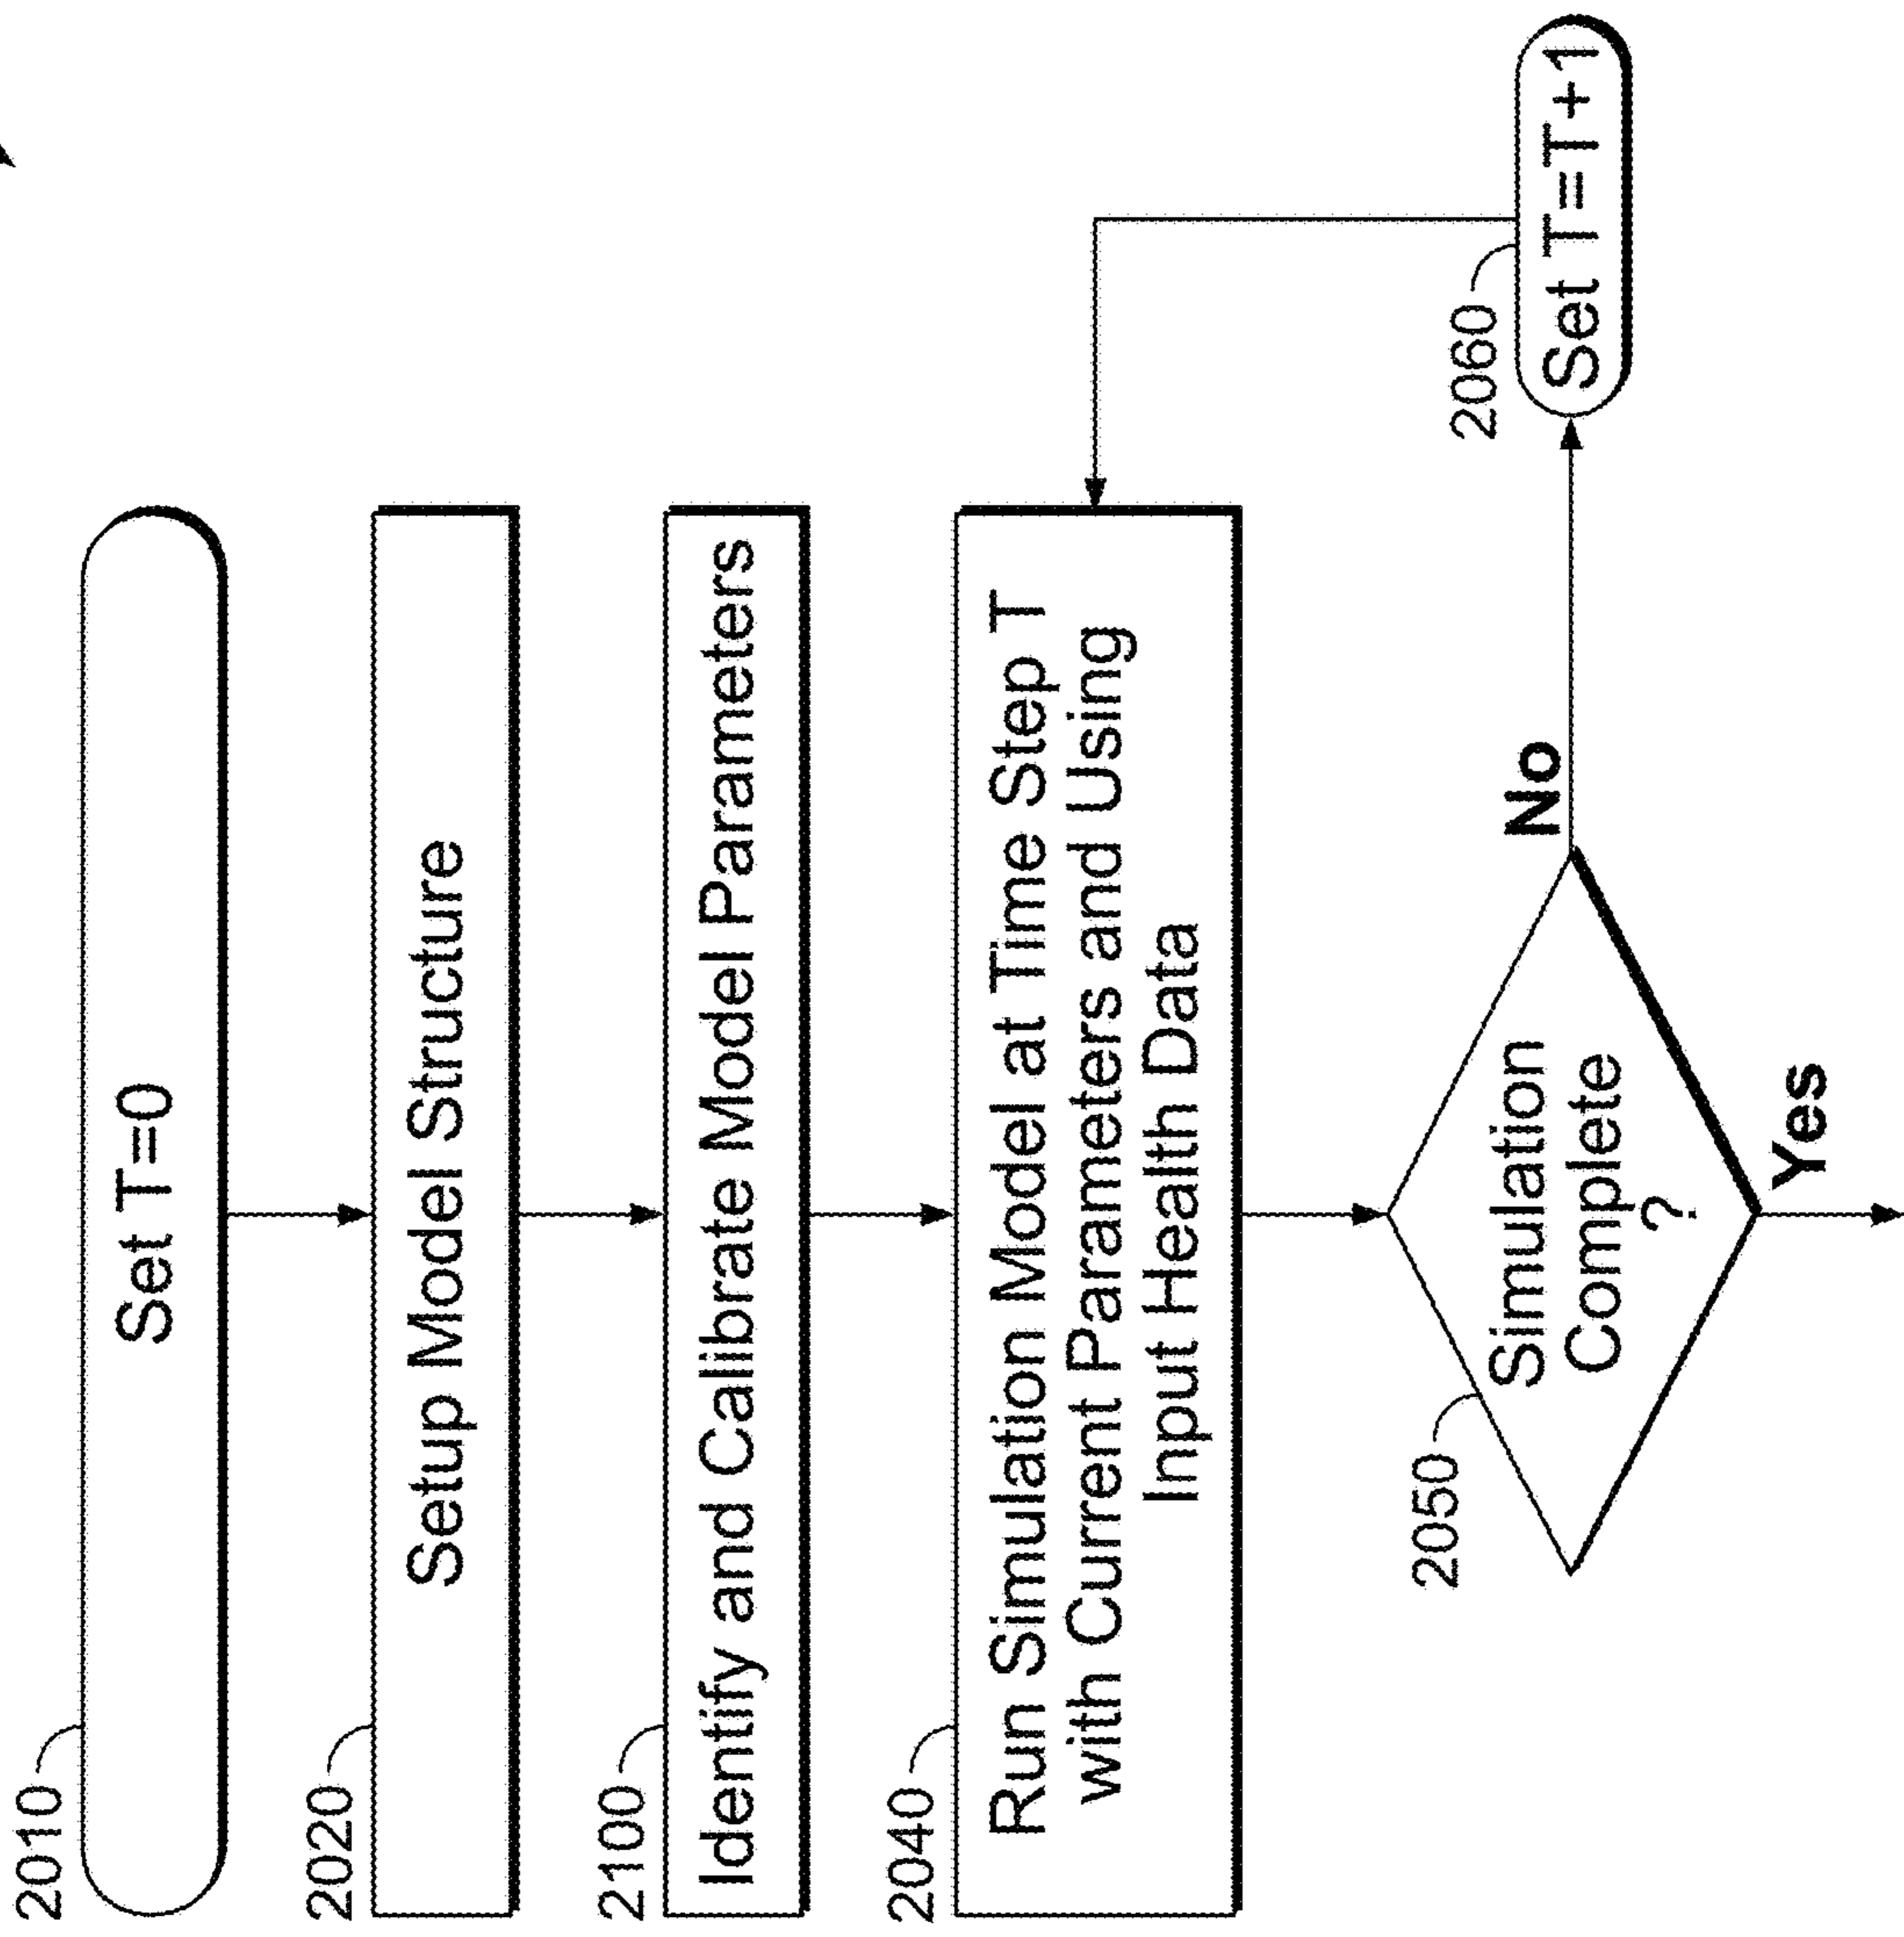 2010
Set T=0
2020
Setup Model Structure
2100
Identify and Calibrate Model Parameters
2040
Run Simulation Model at Time Step T
with Current Parameters and Using
Input Health Data
2050
Simulation
Complete
?
No
2060
Set T=T+1
Yes